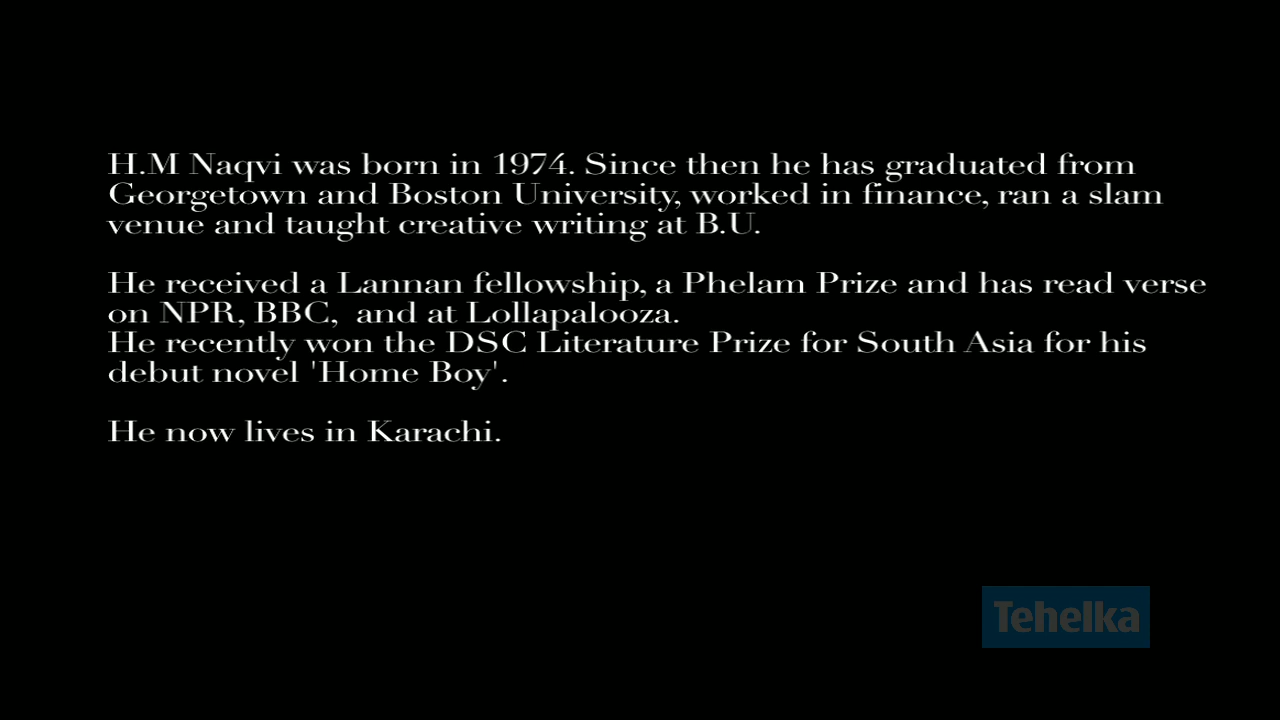 H.M Naqvi was born in 1974. Since then he has graduated from
Georgetown and Boston University, worked in finance, ran a slam
venue and taught creative writing at B.U.
He received a Lannan fellowship, a Phelam Prize and has read verse
on NPR, BBC,  and at Lollapalooza.
He recently won the DSC Literature Prize for South Asia for his
debut novel 'Home Boy'.
He now lives in Karachi.
Tehelka